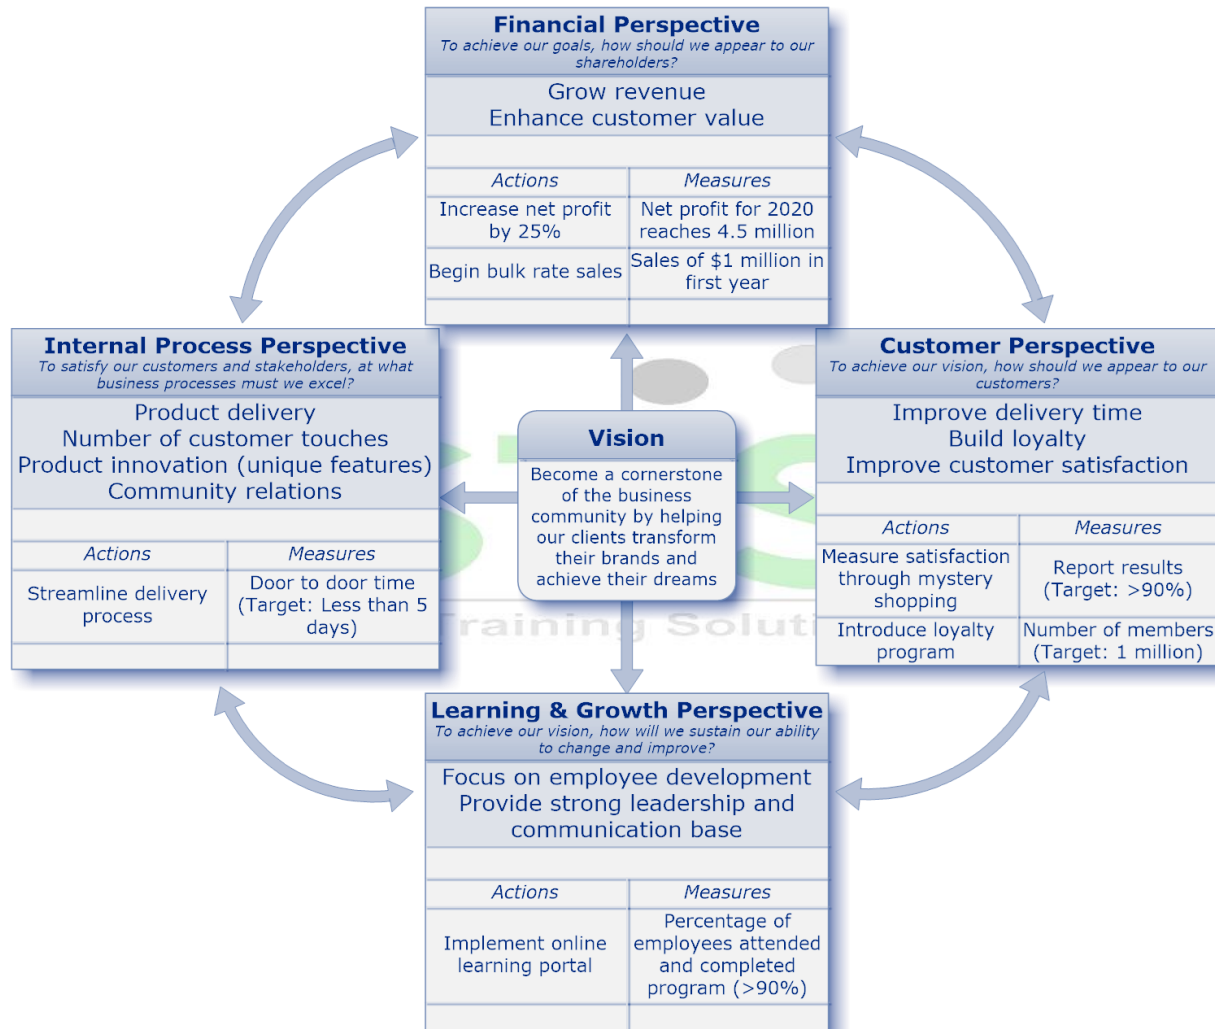 Financial Perspective
To achieve our goals, how should we appear to our
shareholders?
Grow revenue
Enhance customer value
Actions
Measures
Increase net profit
by 25%
Net profit for 2020
reaches 4.5 million
Begin bulk rate sales
Sales of $1 million in
first year
Internal Process Perspective
To satisfy our customers and stakeholders, at what
business processes must we excel?
Product delivery
Number of customer touches
Product innovation (unique features)
Community relations
Actions
Measures
Streamline delivery
process
Door to door time
(Target: Less than 5
days)
Vision
Become a cornerstone
of the business
community by helping
our clients transform
their brands and
achieve their dreams
Training
Customer Perspective
To achieve our vision, how should we appear to our
customers?
Improve delivery time
Build loyalty
Improve customer satisfaction
Actions
Measures
Measure satisfaction
through mystery
shopping
Report results
(Target: >90%)
Introduce loyalty
program
Number of members
(Target: 1 million)
Learning & Growth Perspective
To achieve our vision, how will we sustain our ability
to change and improve?
Focus on employee development
Provide strong leadership and
communication base
Actions
Measures
Implement online
learning portal
Percentage of
employees attended
and completed
program (>90%)